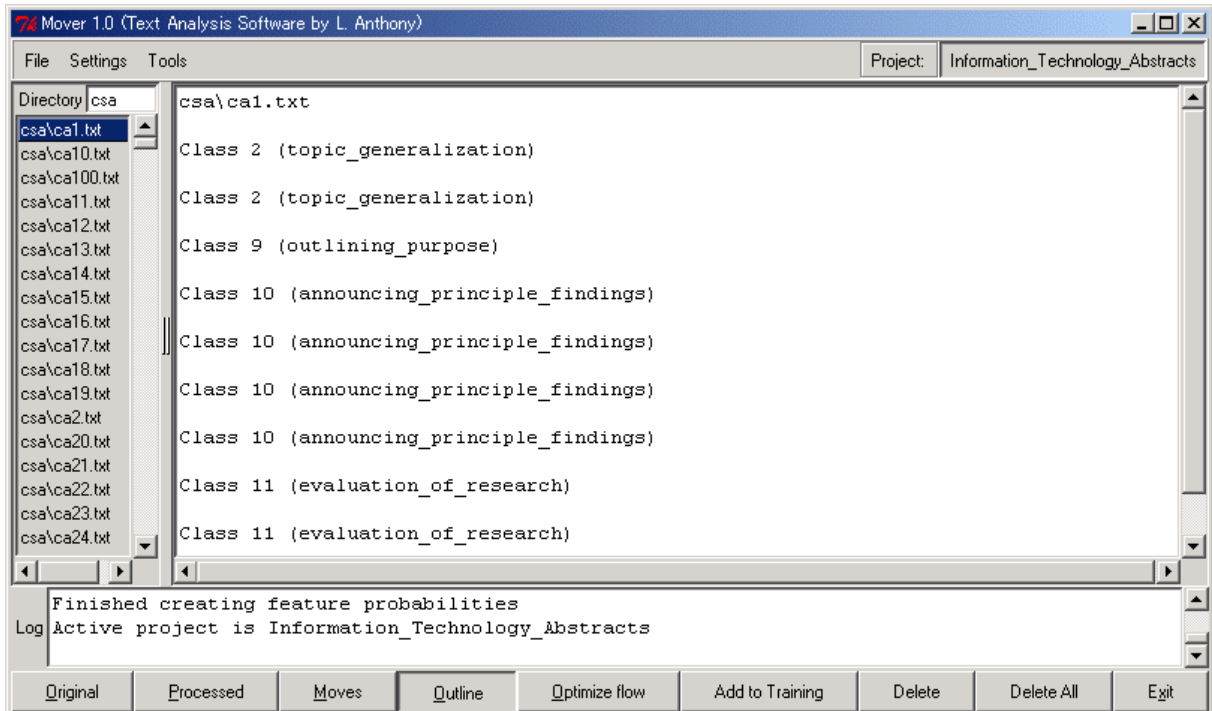 Mover 1.0 (Text Analysis Software by L. Anthony)
File Settings Tools Project: Information_Technology_Abstracts
Directory csa
csa\ca1.txt
csa\ca10.txt
csa\ca100.txt
csa\ca11.txt
csa\ca12.txt
csa\ca13.txt
csa\ca14.txt
csa\ca15.txt
csa\ca16.txt
csa\ca17.txt
csa\ca18.txt
csa\ca19.txt
csa\ca2.txt
csa\ca20.txt
csa\ca21.txt
csa\ca22.txt
csa\ca23.txt
csa\ca24.txt
csa\ca1.txt
Class 2 (topic_generalization)
Class 2 (topic_generalization)
Class 9 (outlining_purpose)
Class 10 (announcing_principle_findings)
Class 10 (announcing_principle_findings)
Class 10 (announcing_principle_findings)
Class 10 (announcing_principle_findings)
Class 11 (evaluation_of_research)
Class 11 (evaluation_of_research)
Log
Finished creating feature probabilities
Active project is Information_Technology_Abstracts
Original Processed Moves Outline Optimize flow Add to Training Delete Delete All Exit